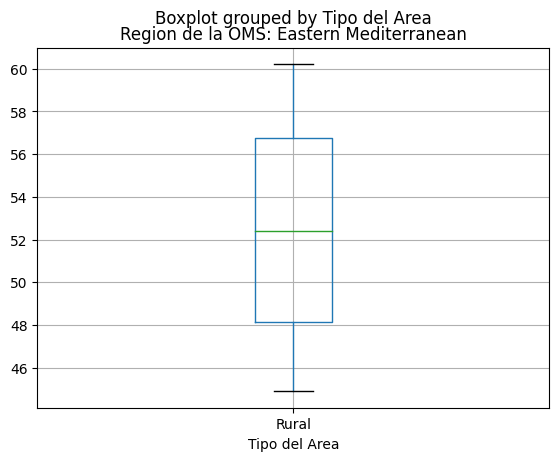 Boxplot grouped by Tipo del Area
Region de la OMS: Eastern Mediterranean
60
58
56
54
52
50
48
46
Rural
Tipo del Area